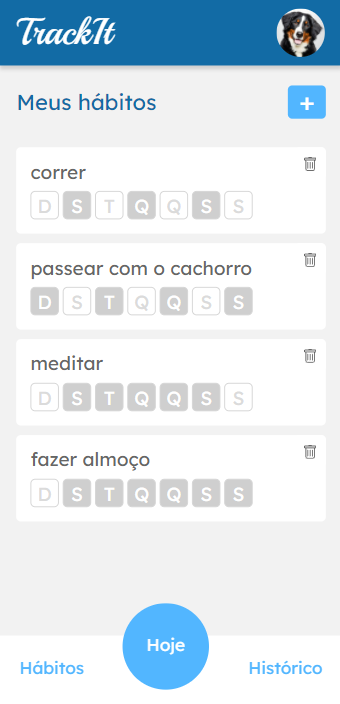 TrackIt
Meus hábitos
+
correr
D S T Q Q S S
passear com o cachorro
D S T Q Q S S
meditar
D S T Q Q S S
fazer almoço
D S T Q Q S S
Hábitos Hoje Histórico